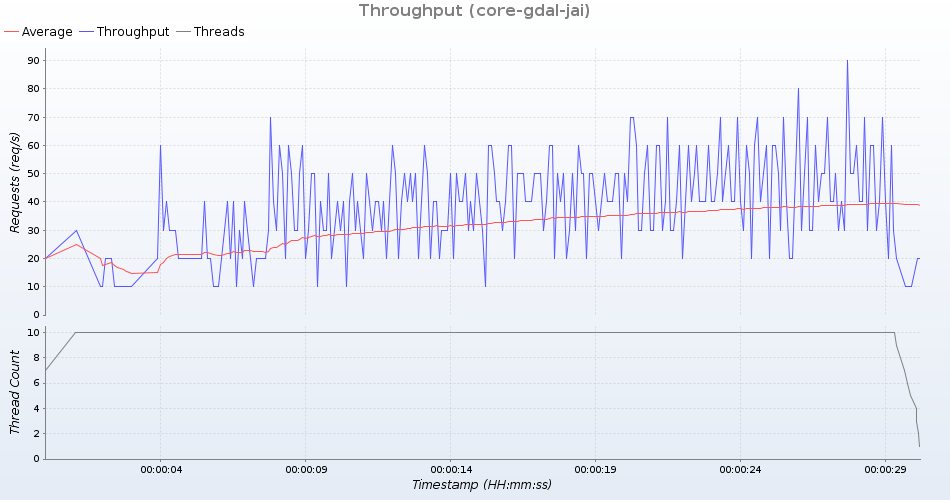 Throughput (core-gdal-jai)
Average Throughput Threads
Requests (req/s)
90
80
70
60
50
40
30
20
10
0
Thread Count
10
8
6
4
2
0
00:00:04 00:00:09 00:00:14 00:00:19 00:00:24 00:00:29
Timestamp (HH:mm:ss)